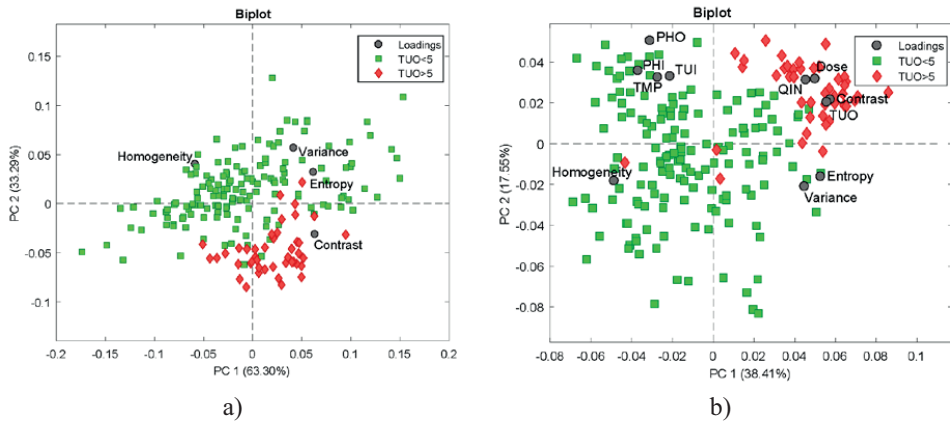 Biplot
0.15
0.1
0.05
0
-0.05
-0.1
PC 2 (33.29%)
-0.2
-0.15
-0.1
-0.05
0
0.05
0.1
0.15
0.2
PC 1 (63.30%)
Loadings
TUO<5
TUO>5
Homogeneity
Variance
Entropy
Contrast
a)
Biplot
0.04
0.02
0
-0.02
-0.04
-0.06
-0.08
PC 2 (17.55%)
-0.08
-0.06
-0.04
-0.02
0
0.02
0.04
0.06
0.08
0.1
PC 1 (38.41%)
Loadings
TUO<5
TUO>5
PHO
PHI
TUI
TMP
Dose
QIN
Contrast
TUO
Homogeneity
Entropy
Variance
b)